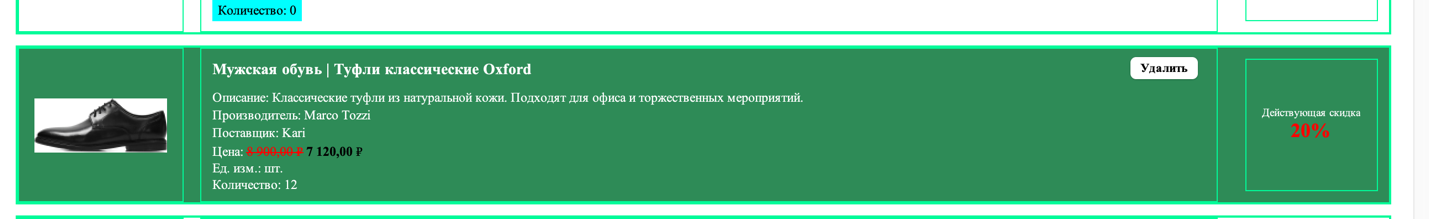 Количество: 0
Мужская обувь | Туфли классические Oxford
Удалить
Описание: Классические туфли из натуральной кожи. Подходят для офиса и торжественных мероприятий.
Производитель: Marco Tozzi
Поставщик: Kari
Цена: 8 900,00 ₽ 7 120,00 ₽
Ед. изм.: шт.
Количество: 12
Действующая скидка
20%